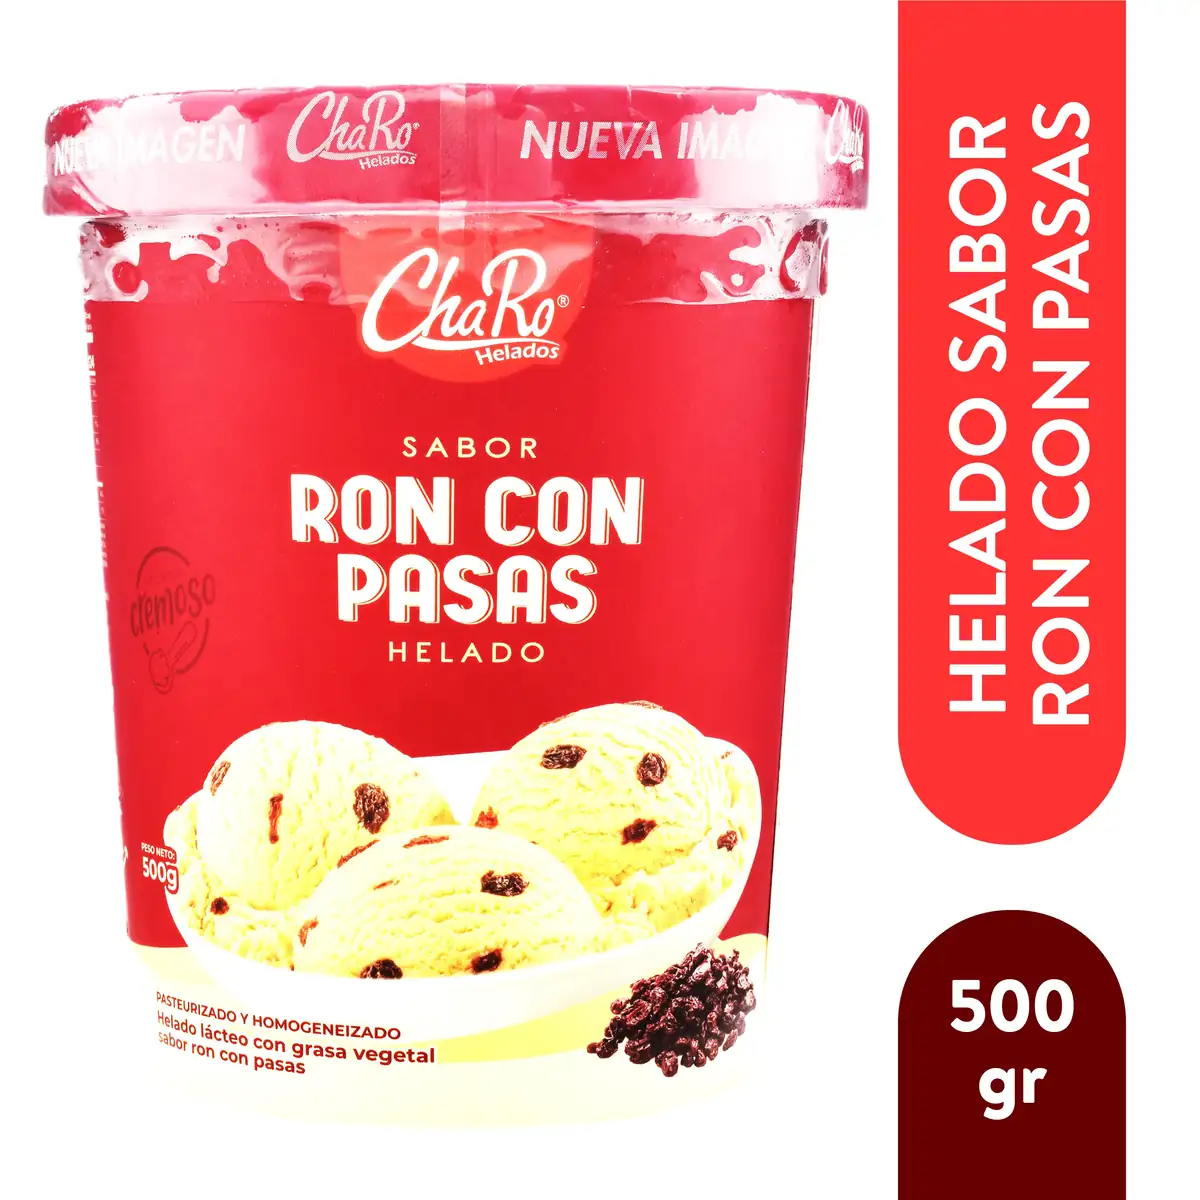 NUEVA IMAGEN
ChaRo®
Helados
NUEVA IMA
ChaRo®
Helados
SABOR
RON CON
PASAS
HELADO
cremoso
PESO NETO:
500g
PASTEURIZADO Y HOMOGENEIZADO
Helado lácteo con grasa vegetal
sabor ron con pasas
HELADO SABOR
RON CON PASAS
500
gr